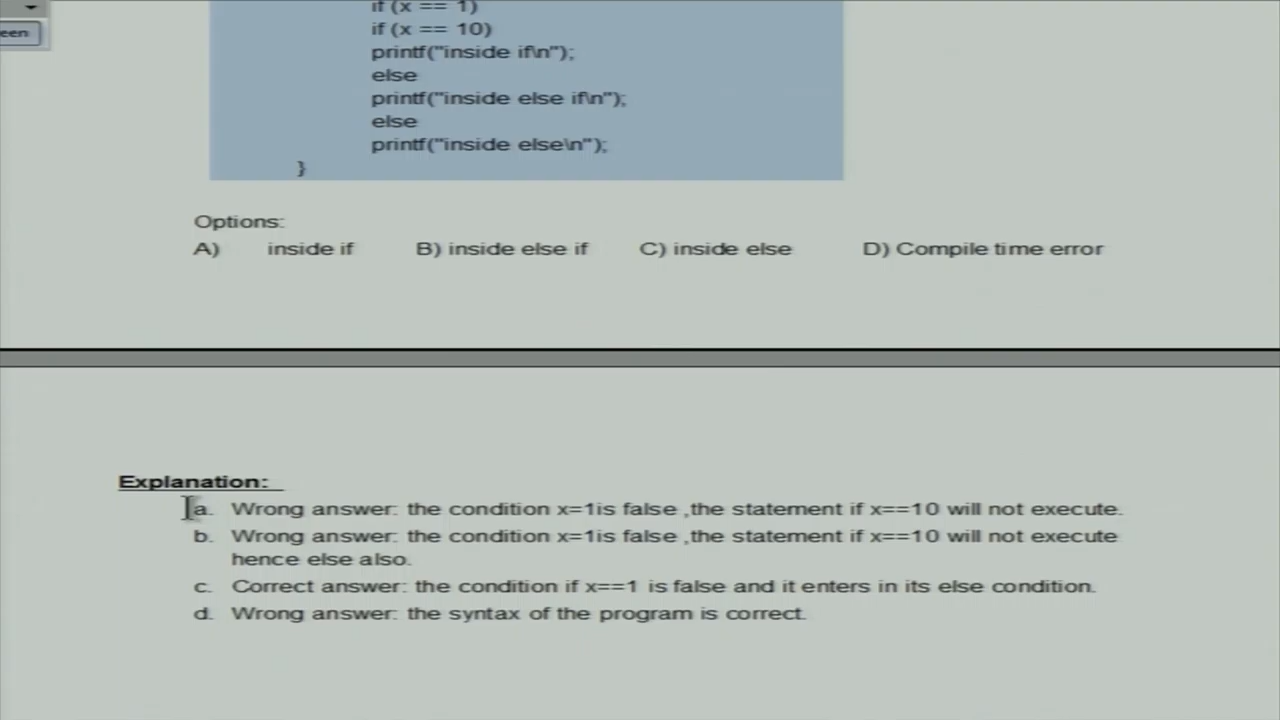 een
if (x == 1)
if (x == 10)
printf("inside if\n");
else
printf("inside else if\n");
else
printf("inside else\n");
}
Options:
A) inside if B) inside else if C) inside else D) Compile time error
Explanation:
a. Wrong answer: the condition x=1is false ,the statement if x==10 will not execute.
b. Wrong answer: the condition x=1is false ,the statement if x==10 will not execute
hence else also.
c. Correct answer: the condition if x==1 is false and it enters in its else condition.
d. Wrong answer: the syntax of the program is correct.